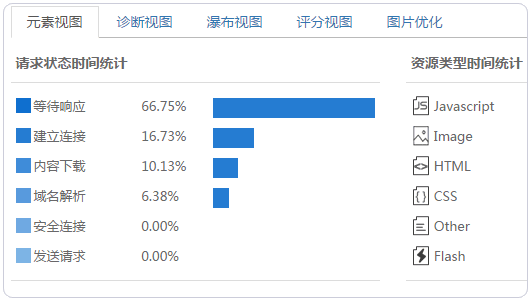 元素视图 诊断视图 瀑布视图 评分视图 图片优化
请求状态时间统计 资源类型时间统计
等待响应 66.75% Javascript
建立连接 16.73% Image
内容下载 10.13% HTML
域名解析 6.38% CSS
安全连接 0.00% Other
发送请求 0.00% Flash